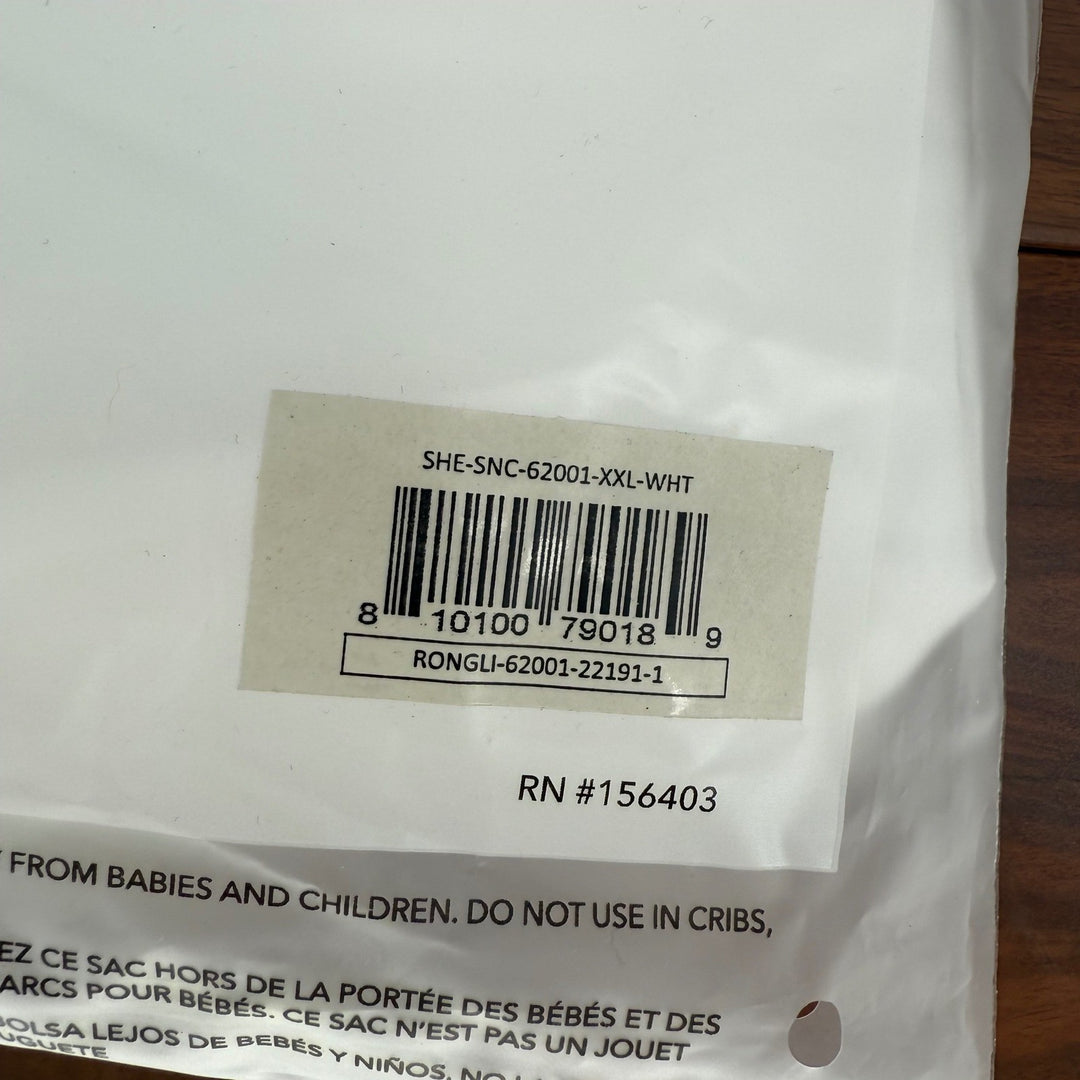 SHE-SNC-62001-XXL-WHT
8 10100 79018 9
RONGLI-62001-22191-1
RN #156403
FROM BABIES AND CHILDREN. DO NOT USE IN CRIBS,
EZ CE SAC HORS DE LA PORTÉE DES BÉBÉS ET DES
ARCS POUR BÉBÉS. CE SAC N'EST PAS UN JOUET
BOLSA LEJOS DE BEBÉS Y NIÑOS. NO
UGUETE